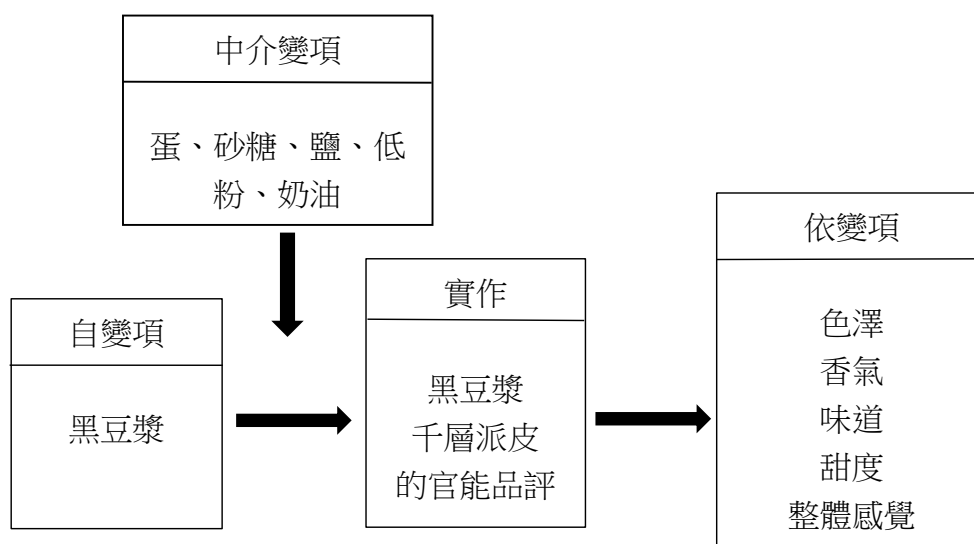 中介變項
蛋、砂糖、鹽、低
粉、奶油
自變項
黑豆漿
實作
黑豆漿
千層派皮
的官能品評
依變項
色澤
香氣
味道
甜度
整體感覺